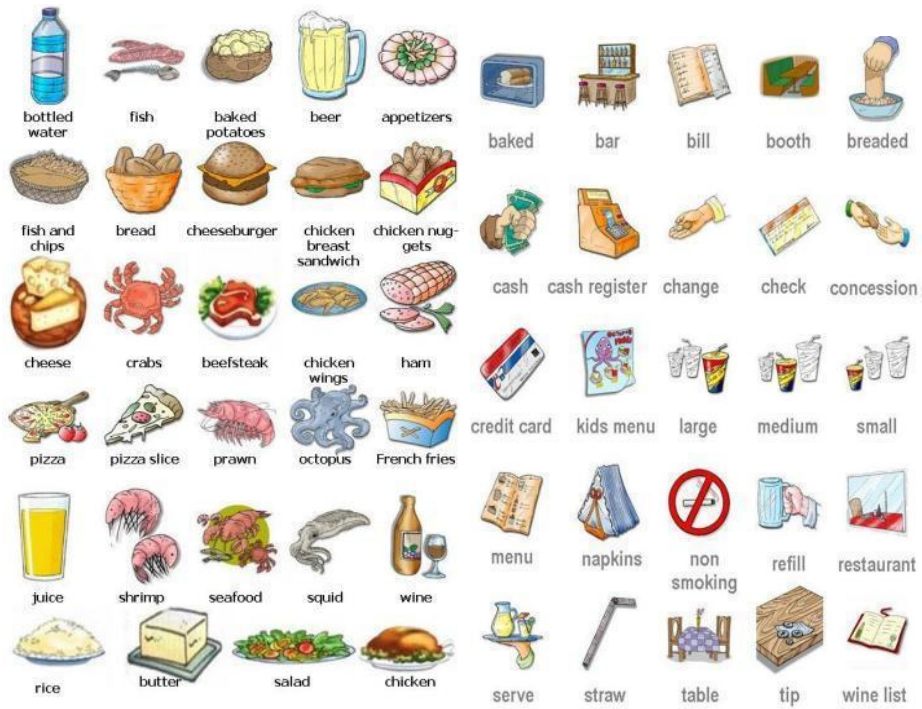 bottled
water
fish
baked
potatoes
beer
appetizers
fish and
chips
bread
cheeseburger
chicken
breast
sandwich
chicken nug-
gets
cheese
crabs
beefsteak
chicken
wings
ham
pizza
pizza slice
prawn
octopus
French fries
juice
shrimp
seafood
squid
wine
rice
butter
salad
chicken
baked
bar
bill
booth
breaded
cash
cash register
change
check
concession
credit card
kids menu
large
medium
small
menu
napkins
non
smoking
refill
restaurant
serve
straw
table
tip
wine list